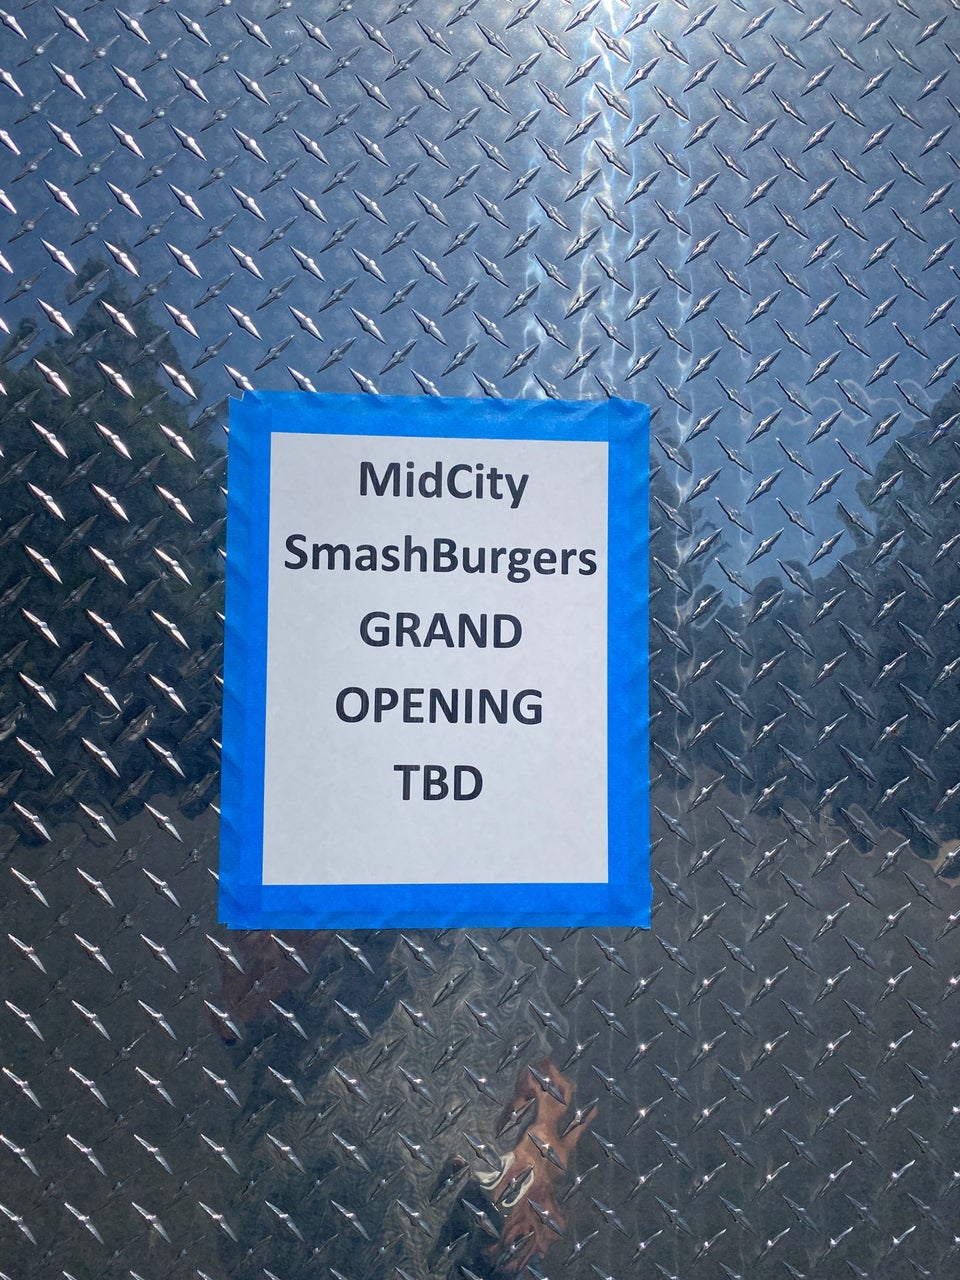 MidCity
SmashBurgers
GRAND
OPENING
TBD